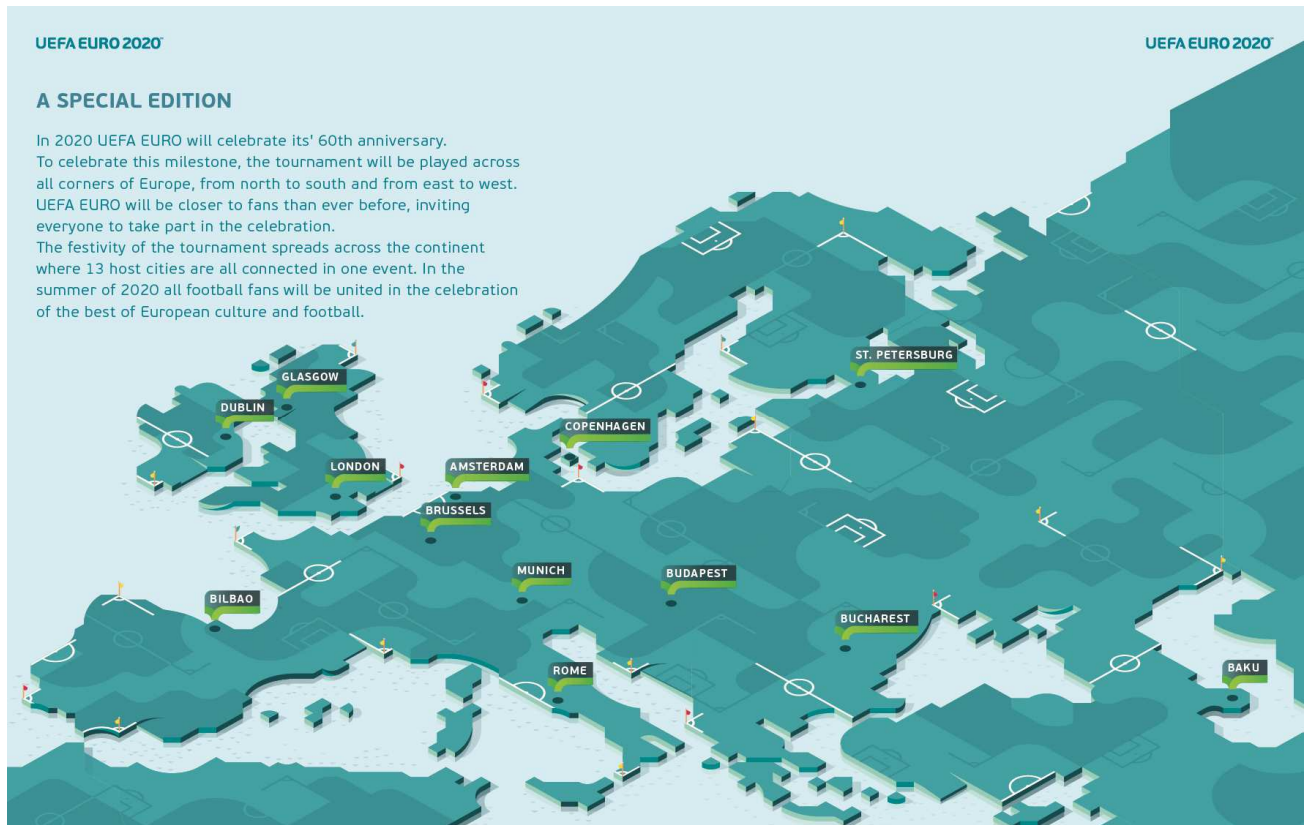 UEFA EURO 2020™
UEFA EURO 2020™
A SPECIAL EDITION
In 2020 UEFA EURO will celebrate its' 60th anniversary.
To celebrate this milestone, the tournament will be played across
all corners of Europe, from north to south and from east to west.
UEFA EURO will be closer to fans than ever before, inviting
everyone to take part in the celebration.
The festivity of the tournament spreads across the continent
where 13 host cities are all connected in one event. In the
summer of 2020 all football fans will be united in the celebration
of the best of European culture and football.
ST. PETERSBURG
GLASGOW
DUBLIN
COPENHAGEN
LONDON
AMSTERDAM
BRUSSELS
MUNICH
BUDAPEST
BILBAO
BUCHAREST
ROME
BAKU